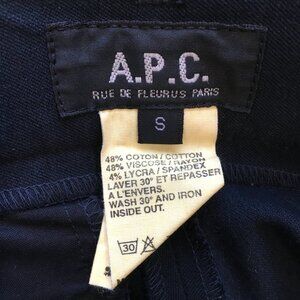 A.P.C.
RUE DE FLEURUS PARIS
S
48% COTON / COTTON
48% VISCOSE / RAYON
4% LYCRA / SPANDEX
LAVER 30° ET REPASSER
A L'ENVERS.
WASH 30° AND IRON
INSIDE OUT.
30